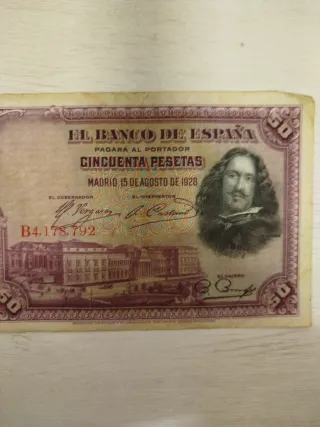 EL BANCO DE ESPAÑA
PAGARÁ AL PORTADOR
CINCUENTA PESETAS
MADRID 15 DE AGOSTO DE 1928
EL GOBERNADOR
EL INTERVENTOR
B4,178,792
EL CAJERO
50
50
50